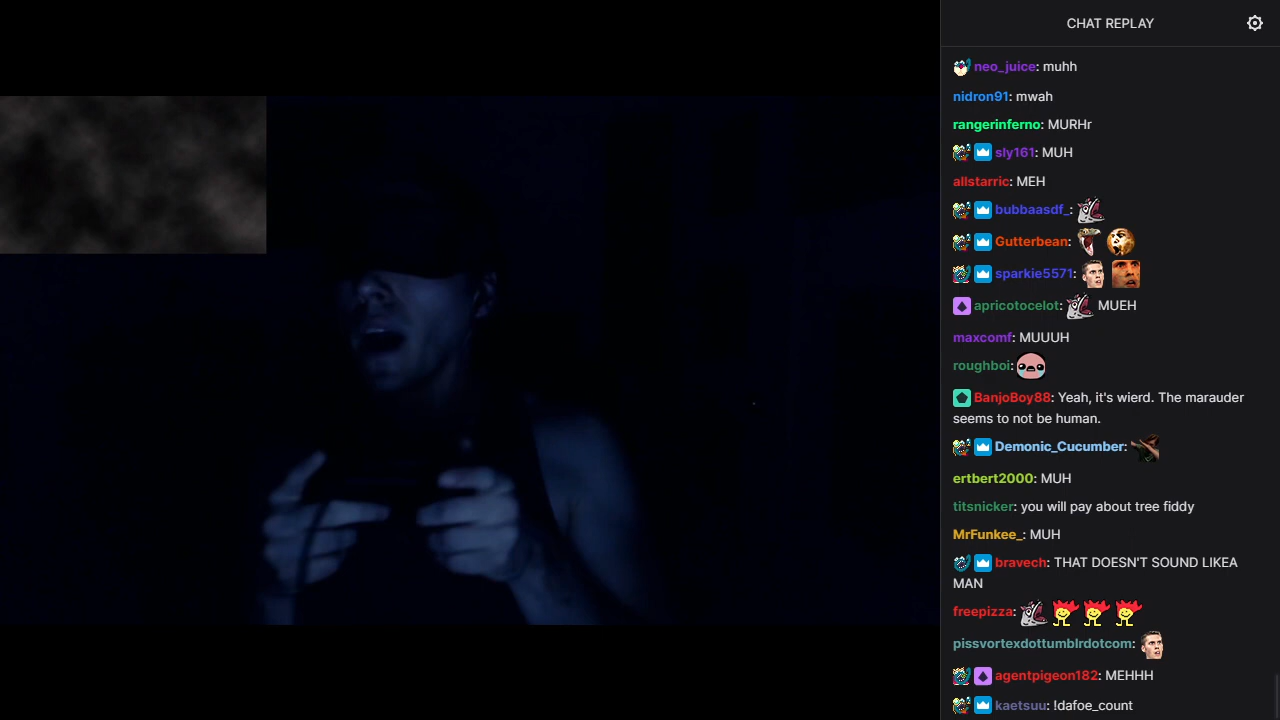 CHAT REPLAY
neo_juice: muhh
nidron91: mwah
rangerinferno: MURHr
sly161: MUH
allstarric: MEH
bubbaasdf_:
Gutterbean:
sparkie5571:
apricotocelot: MUEH
maxcomf: MUUUH
roughboi:
BanjoBoy88: Yeah, it's wierd. The marauder
seems to not be human.
Demonic_Cucumber:
ertbert2000: MUH
titsnicker: you will pay about tree fiddy
MrFunkee_: MUH
bravech: THAT DOESN'T SOUND LIKEA
MAN
freepizza:
pissvortexdottumblrdotcom:
agentpigeon182: MEHHH
kaetsuu: !dafoe_count